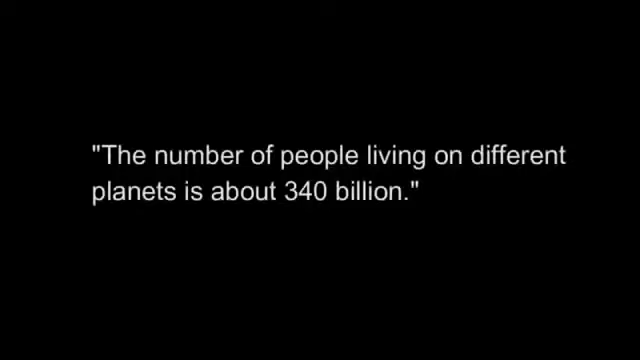 "The number of people living on different
planets is about 340 billion."